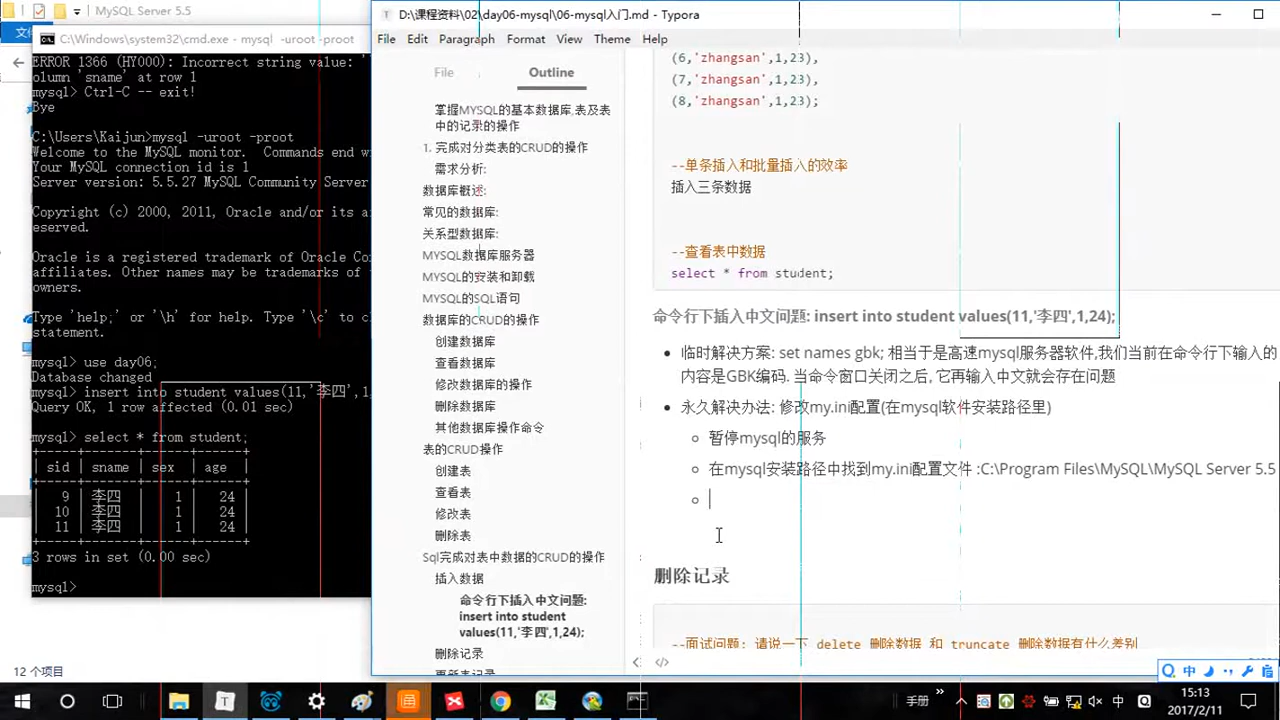 MySQL Server 5.5
D:\课程资料\02\day06-mysql\06-mysql入门.md - Typora
C:\Windows\system32\cmd.exe - mysql -uroot -proot
File Edit Paragraph Format View Theme Help
ERROR 1366 (HY000): Incorrect string value: '
olumn 'sname' at row 1
mysql> Ctrl-C -- exit!
Bye
C:\Users\Kaijun>mysql -uroot -proot
Welcome to the MySQL monitor. Commands end w
Your MySQL connection id is 1
Server version: 5.5.27 MySQL Community Server
Copyright (c) 2000, 2011, Oracle and/or its a
eserved.
Oracle is a registered trademark of Oracle Co
affiliates. Other names may be trademarks of
owners.
Type 'help;' or '\h' for help. Type '\c' to c
statement.
mysql> use day06;
Database changed
mysql> insert into student values(11,'李四',1,
Query OK, 1 row affected (0.01 sec)
mysql> select * from student;
| sid | sname | sex | age |
| 9 | 李四 | 1 | 24 |
| 10 | 李四 | 1 | 24 |
| 11 | 李四 | 1 | 24 |
3 rows in set (0.00 sec)
mysql>
12 个项目
File Outline
掌握MYSQL的基本数据库,表及表
中的记录的操作
1. 完成对分类表的CRUD的操作
需求分析:
数据库概述:
常见的数据库:
关系型数据库:
MYSQL数据库服务器
MYSQL的安装和卸载
MYSQL的SQL语句
数据库的CRUD的操作
创建数据库
查看数据库
修改数据库的操作
删除数据库
其他数据库操作命令
表的CRUD操作
创建表
查看表
修改表
删除表
Sql完成对表中数据的CRUD的操作
插入数据
命令行下插入中文问题:
insert into student
values(11,'李四',1,24);
删除记录
更新表记录
(6,'zhangsan',1,23),
(7,'zhangsan',1,23),
(8,'zhangsan',1,23);
--单条插入和批量插入的效率
插入三条数据
--查看表中数据
select * from student;
命令行下插入中文问题: insert into student values(11,'李四',1,24);
• 临时解决方案: set names gbk; 相当于是高速mysql服务器软件,我们当前在命令行下输入的
内容是GBK编码. 当命令窗口关闭之后, 它再输入中文就会存在问题
• 永久解决办法: 修改my.ini配置(在mysql软件安装路径里)
○ 暂停mysql的服务
○ 在mysql安装路径中找到my.ini配置文件 :C:\Program Files\MySQL\MySQL Server 5.5
删除记录
--面试问题: 请说一下 delete 删除数据 和 truncate 删除数据有什么差别
</>
中
手册
中
15:13
2017/2/11